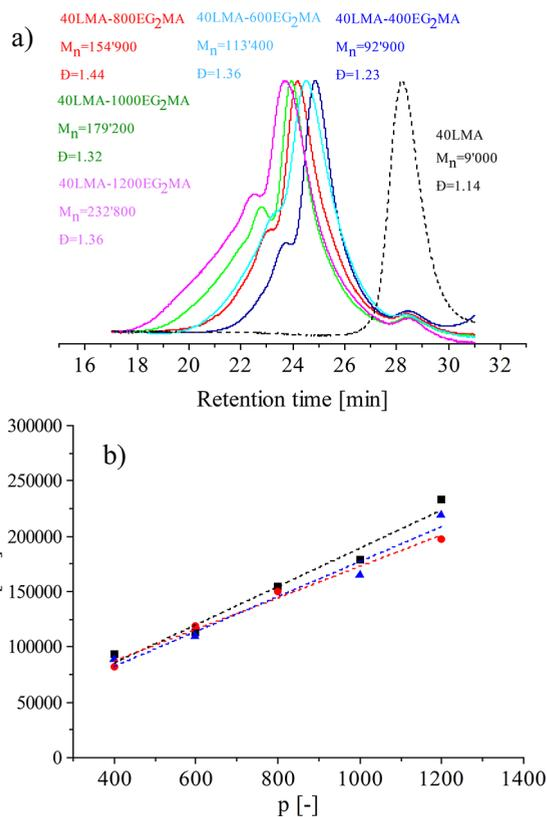 a)
40LMA-800EG2MA
Mn=154'900
Đ=1.44
40LMA-600EG2MA
Mn=113'400
Đ=1.36
40LMA-400EG2MA
Mn=92'900
Đ=1.23
40LMA-1000EG2MA
Mn=179'200
Đ=1.32
40LMA-1200EG2MA
Mn=232'800
Đ=1.36
40LMA
Mn=9'000
Đ=1.14
16 18 20 22 24 26 28 30 32
Retention time [min]
b)
300000
250000
200000
150000
100000
50000
0
400 600 800 1000 1200 1400
p [-]